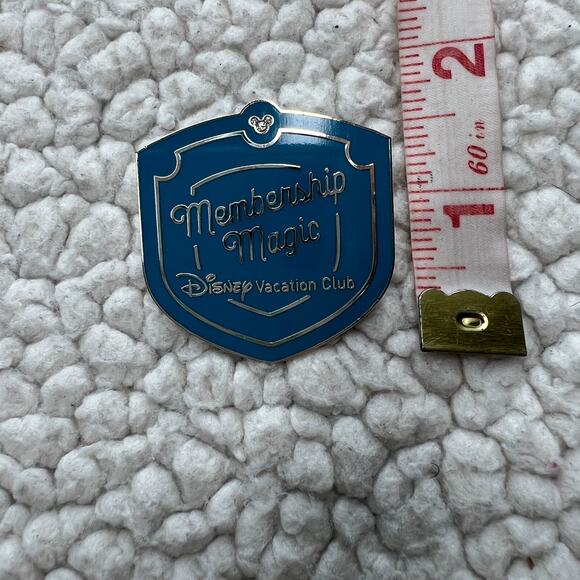 Membership
Magic
Disney Vacation Club
2
60 in
1